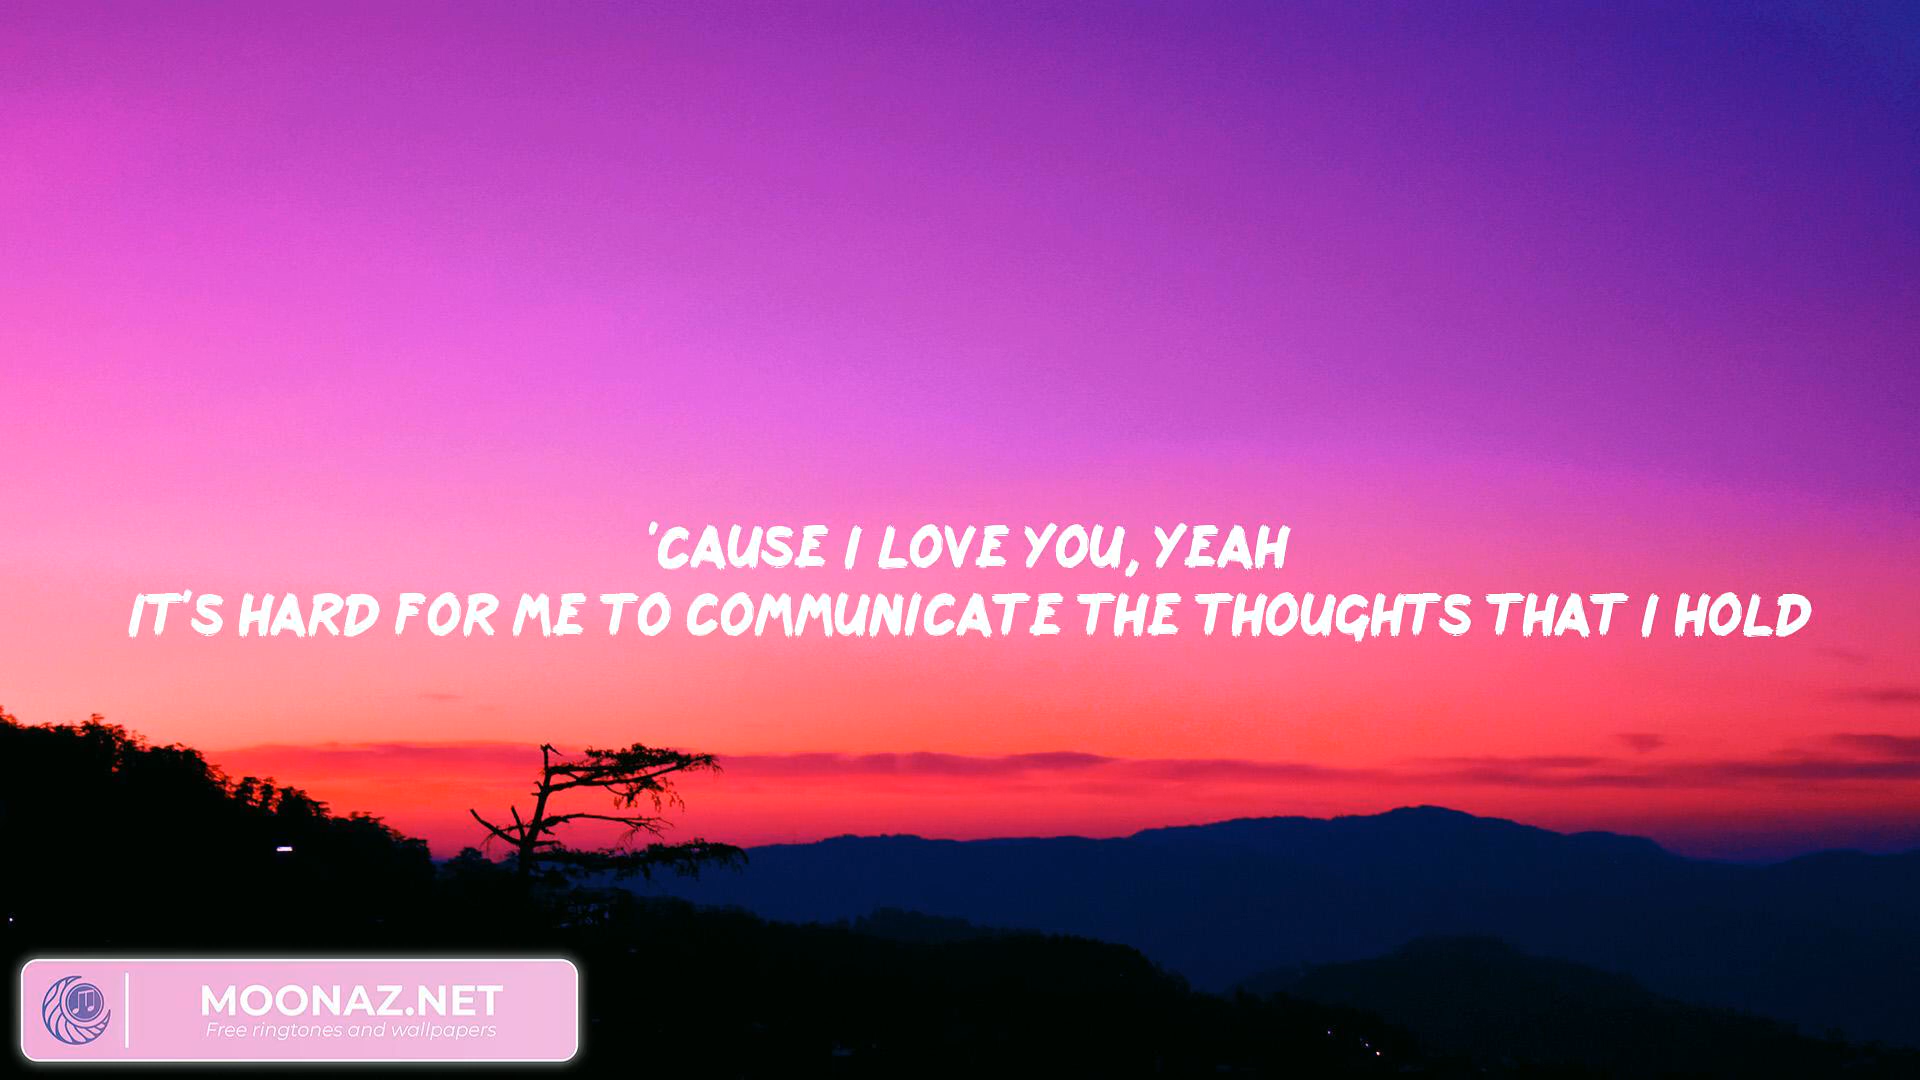 'CAUSE I LOVE YOU, YEAH
IT'S HARD FOR ME TO COMMUNICATE THE THOUGHTS THAT I HOLD
MOONAZ.NET
Free ringtones and wallpapers